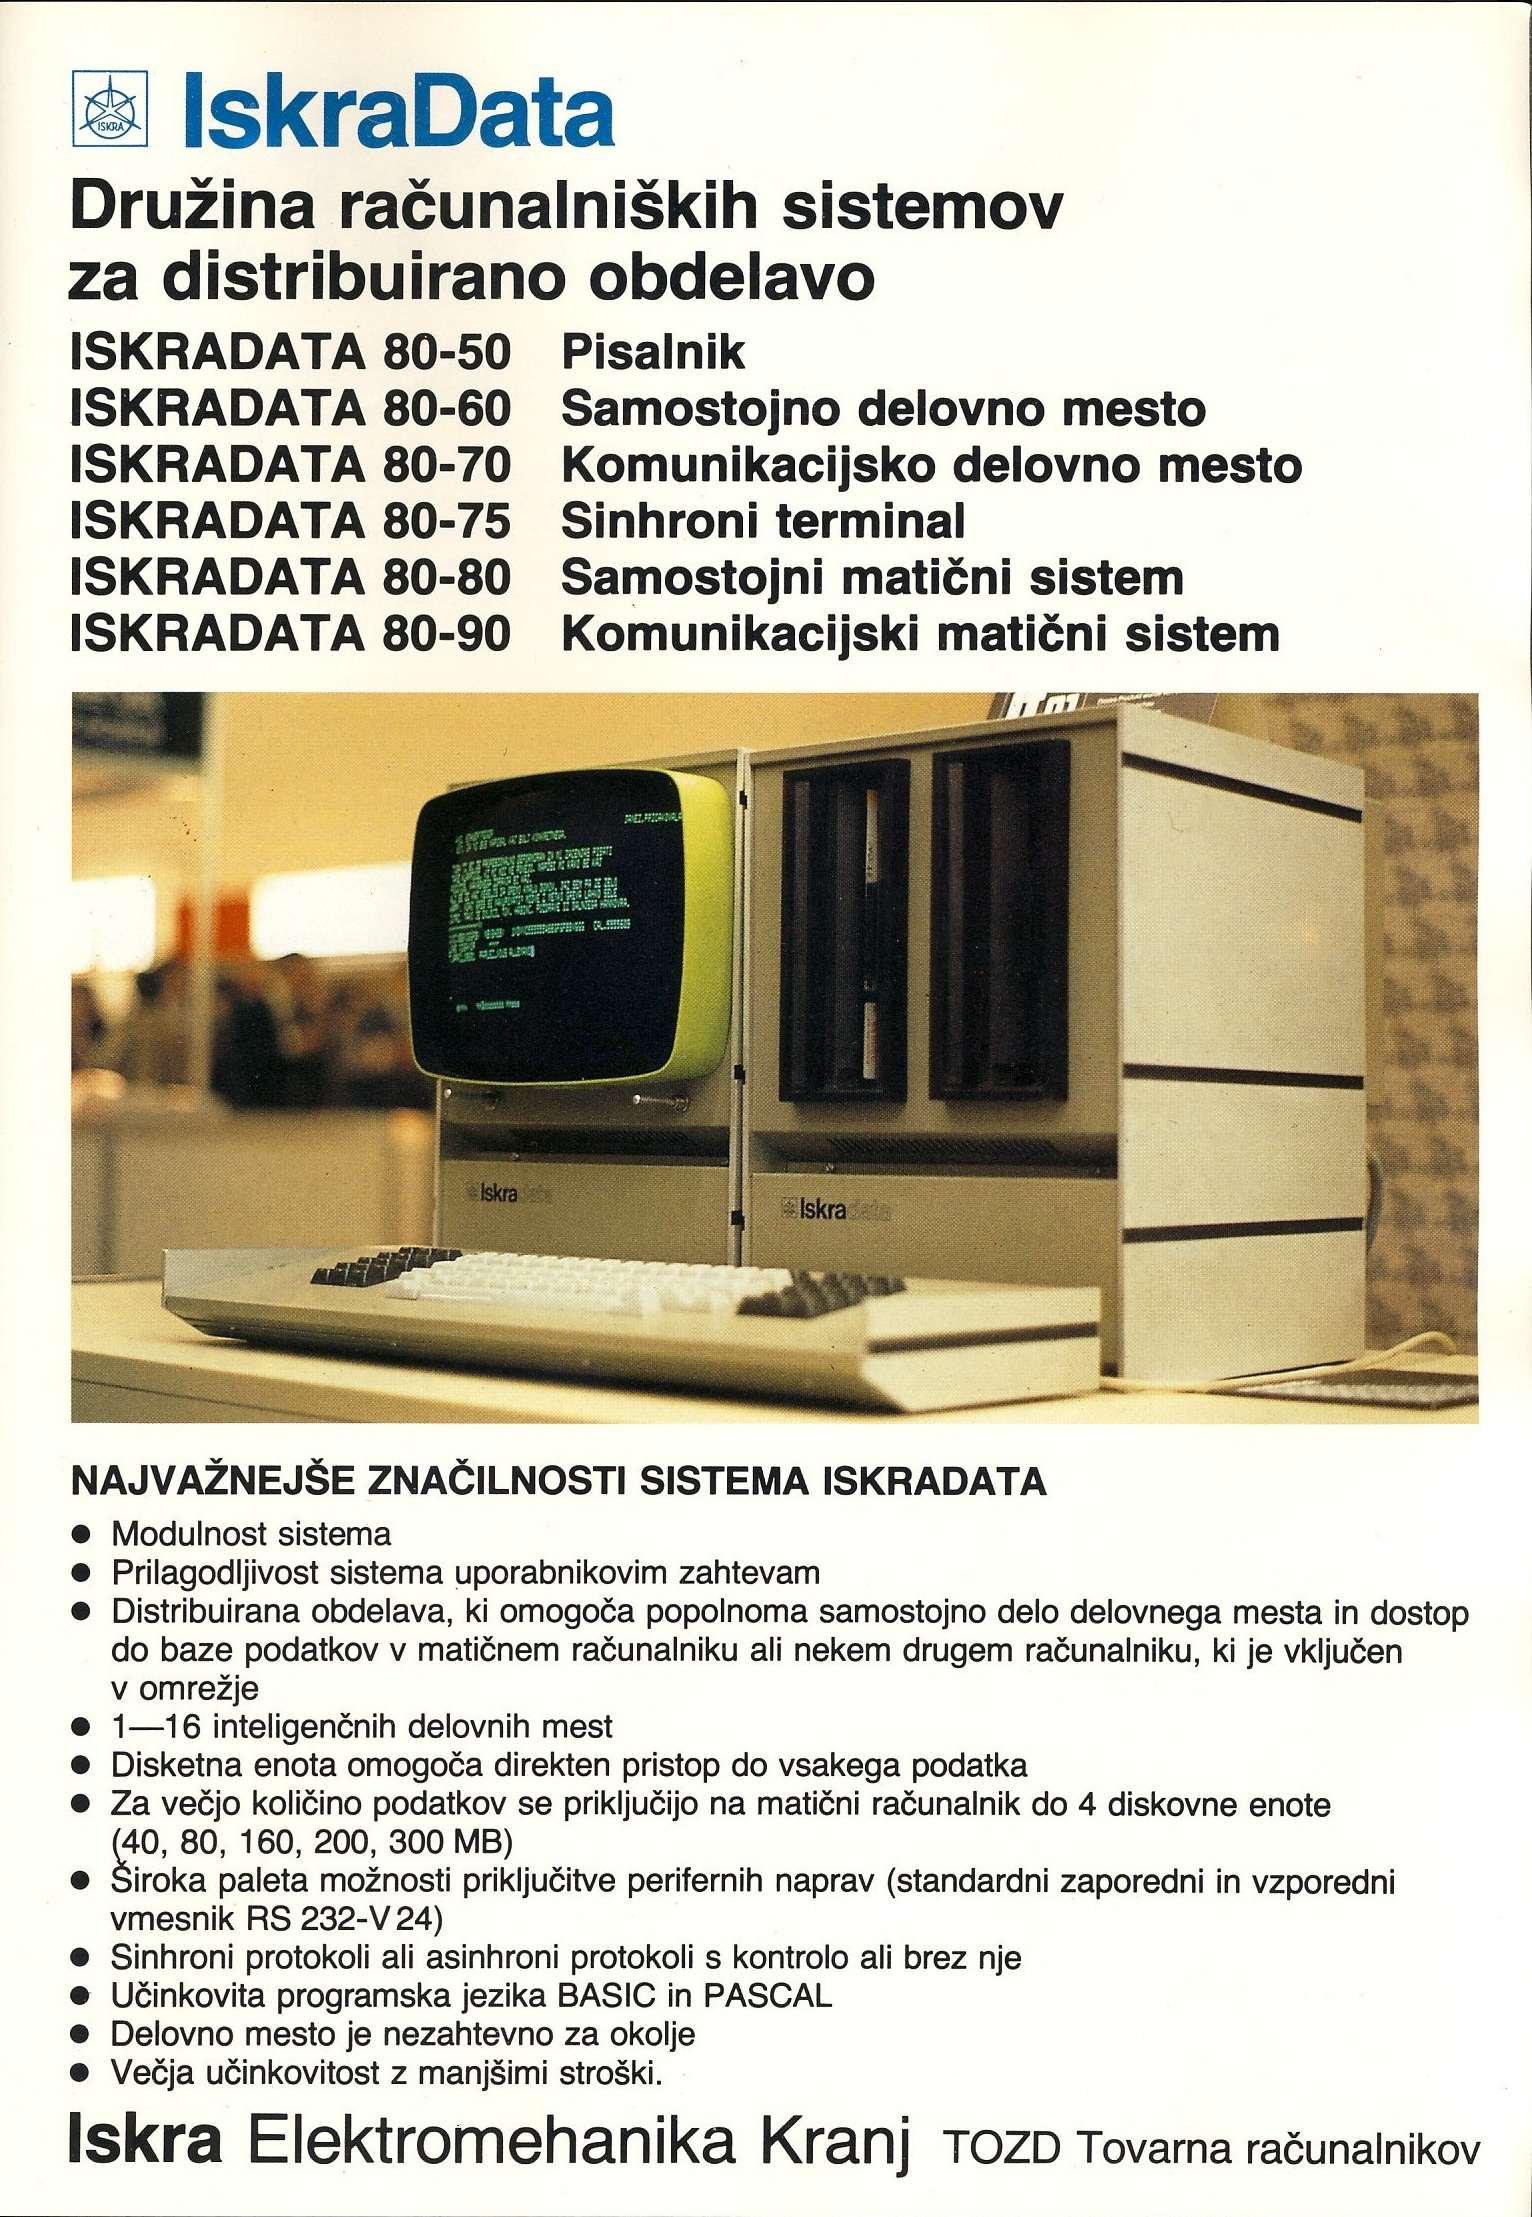 ISKRA
IskraData
Družina računalniških sistemov
za distribuirano obdelavo
ISKRADATA 80-50 Pisalnik
ISKRADATA 80-60 Samostojno delovno mesto
ISKRADATA 80-70 Komunikacijsko delovno mesto
ISKRADATA 80-75 Sinhroni terminal
ISKRADATA 80-80 Samostojni matični sistem
ISKRADATA 80-90 Komunikacijski matični sistem
Iskradata
Iskradata
NAJVAŽNEJŠE ZNAČILNOSTI SISTEMA ISKRADATA
● Modulnost sistema
● Prilagodljivost sistema uporabnikovim zahtevam
● Distribuirana obdelava, ki omogoča popolnoma samostojno delo delovnega mesta in dostop
do baze podatkov v matičnem računalniku ali nekem drugem računalniku, ki je vključen
v omrežje
● 1—16 inteligenčnih delovnih mest
● Disketna enota omogoča direkten pristop do vsakega podatka
● Za večjo količino podatkov se priključijo na matični računalnik do 4 diskovne enote
(40, 80, 160, 200, 300 MB)
● Široka paleta možnosti priključitve perifernih naprav (standardni zaporedni in vzporedni
vmesnik RS 232-V 24)
● Sinhroni protokoli ali asinhroni protokoli s kontrolo ali brez nje
● Učinkovita programska jezika BASIC in PASCAL
● Delovno mesto je nezahtevno za okolje
● Večja učinkovitost z manjšimi stroški.
Iskra Elektromehanika Kranj TOZD Tovarna računalnikov